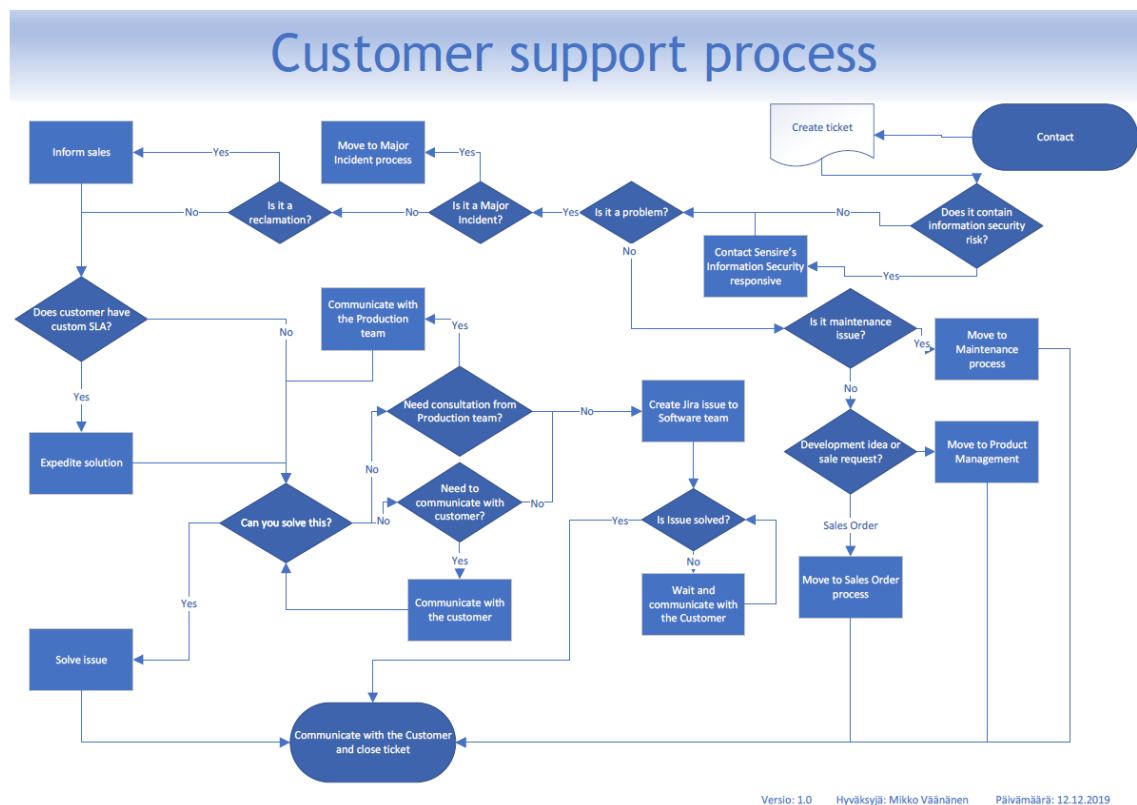 Customer support process
Create ticket
Contact
Inform sales
Yes
Move to Major
Incident process
Yes
Is it a
reclamation?
No
Is it a Major
Incident?
No
Is it a problem?
Yes
No
Does it contain
information security
risk?
No
Yes
Contact Sensire's
Information Security
responsive
Does customer have
custom SLA?
No
Yes
Communicate with
the Production
team
Yes
Is it maintenance
issue?
Yes
No
Move to
Maintenance
process
Need consultation from
Production team?
No
Create Jira issue to
Software team
Development idea or
sale request?
Move to Product
Management
Expedite solution
No
Need to
communicate with
customer?
No
No
Yes
Can you solve this?
Yes
Is Issue solved?
Yes
No
Sales Order
Move to Sales Order
process
Communicate with
the customer
Wait and
communicate with
the Customer
Solve issue
Communicate with the Customer
and close ticket
Versio: 1.0 Hyväksyjä: Mikko Väänänen Päivämäärä: 12.12.2019